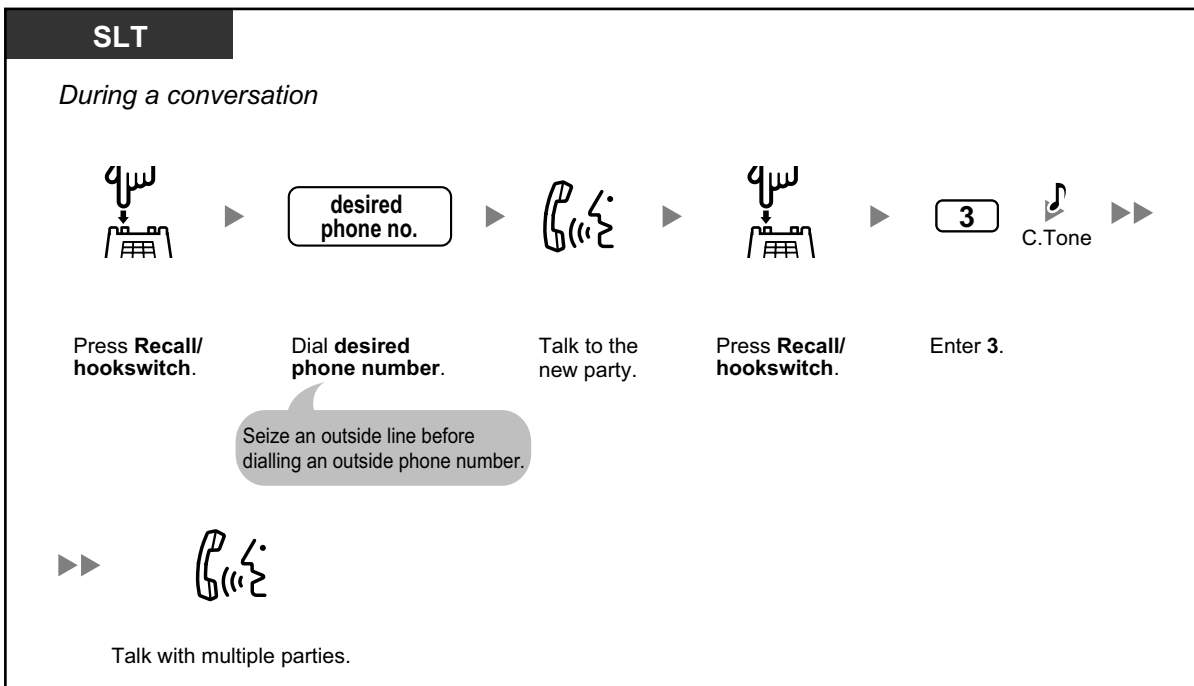 SLT
During a conversation
desired
phone no.
3
C.Tone
Press Recall/
hookswitch.
Dial desired
phone number.
Talk to the
new party.
Press Recall/
hookswitch.
Enter 3.
Seize an outside line before
dialling an outside phone number.
Talk with multiple parties.